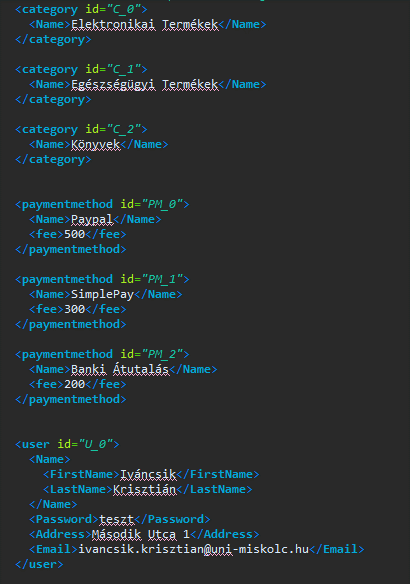 <category id="C_0">
<Name>Elektronikai Termékek</Name>
</category>
<category id="C_1">
<Name>Egészségügyi Termékek</Name>
</category>
<category id="C_2">
<Name>Könyvek</Name>
</category>
<paymentmethod id="PM_0">
<Name>Paypal</Name>
<fee>500</fee>
</paymentmethod>
<paymentmethod id="PM_1">
<Name>SimplePay</Name>
<fee>300</fee>
</paymentmethod>
<paymentmethod id="PM_2">
<Name>Banki Átutalás</Name>
<fee>200</fee>
</paymentmethod>
<user id="U_0">
<Name>
<FirstName>Iváncsik</FirstName>
<LastName>Krisztián</LastName>
</Name>
<Password>teszt</Password>
<Address>Második Utca 1</Address>
<Email>ivancsik.krisztian@uni-miskolc.hu</Email>
</user>